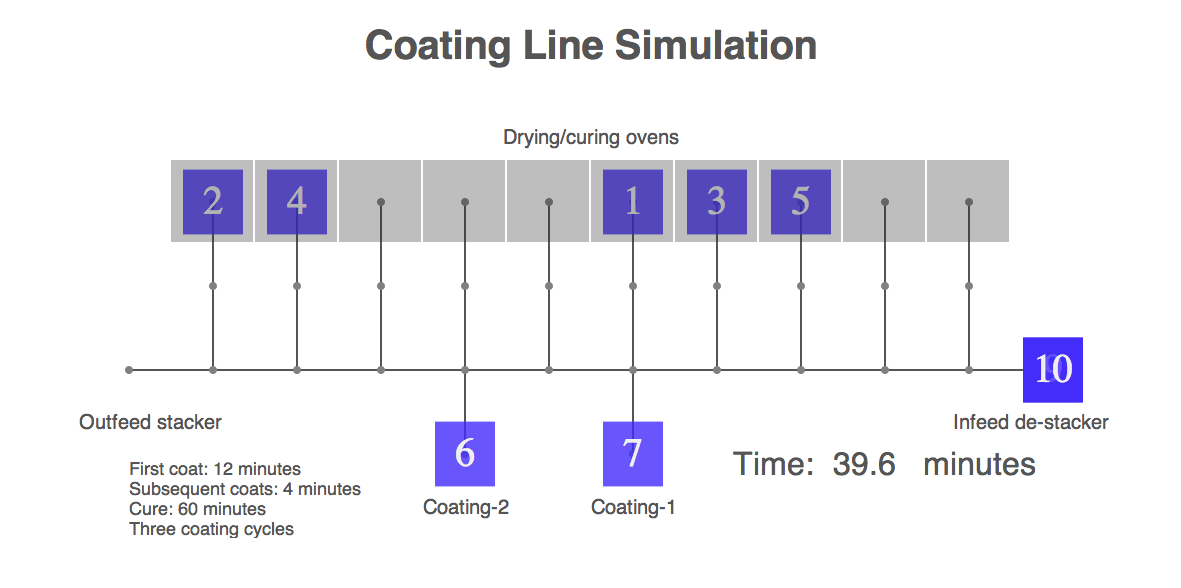 Coating Line Simulation
Drying/curing ovens
2 4 1 3 5
10
Outfeed stacker
Infeed de-stacker
6 7
Time: 39.6 minutes
First coat: 12 minutes
Subsequent coats: 4 minutes
Cure: 60 minutes
Three coating cycles
Coating-2
Coating-1